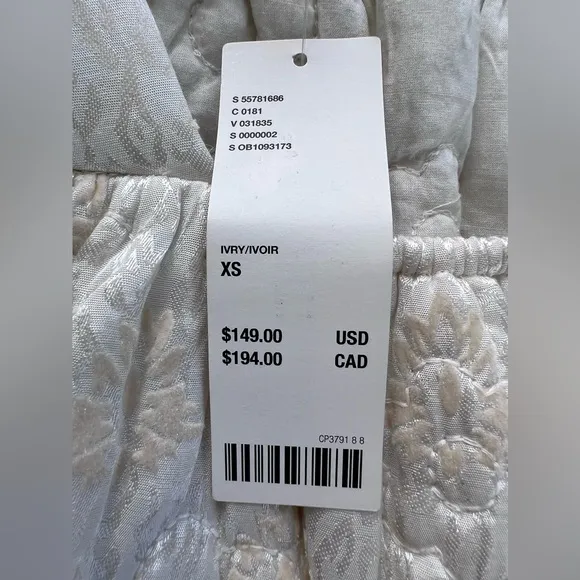 S 55781686
C 0181
V 031835
S 0000002
S OB1093173
IVRY/IVOIR
XS
$149.00 USD
$194.00 CAD
CP3791 8 8